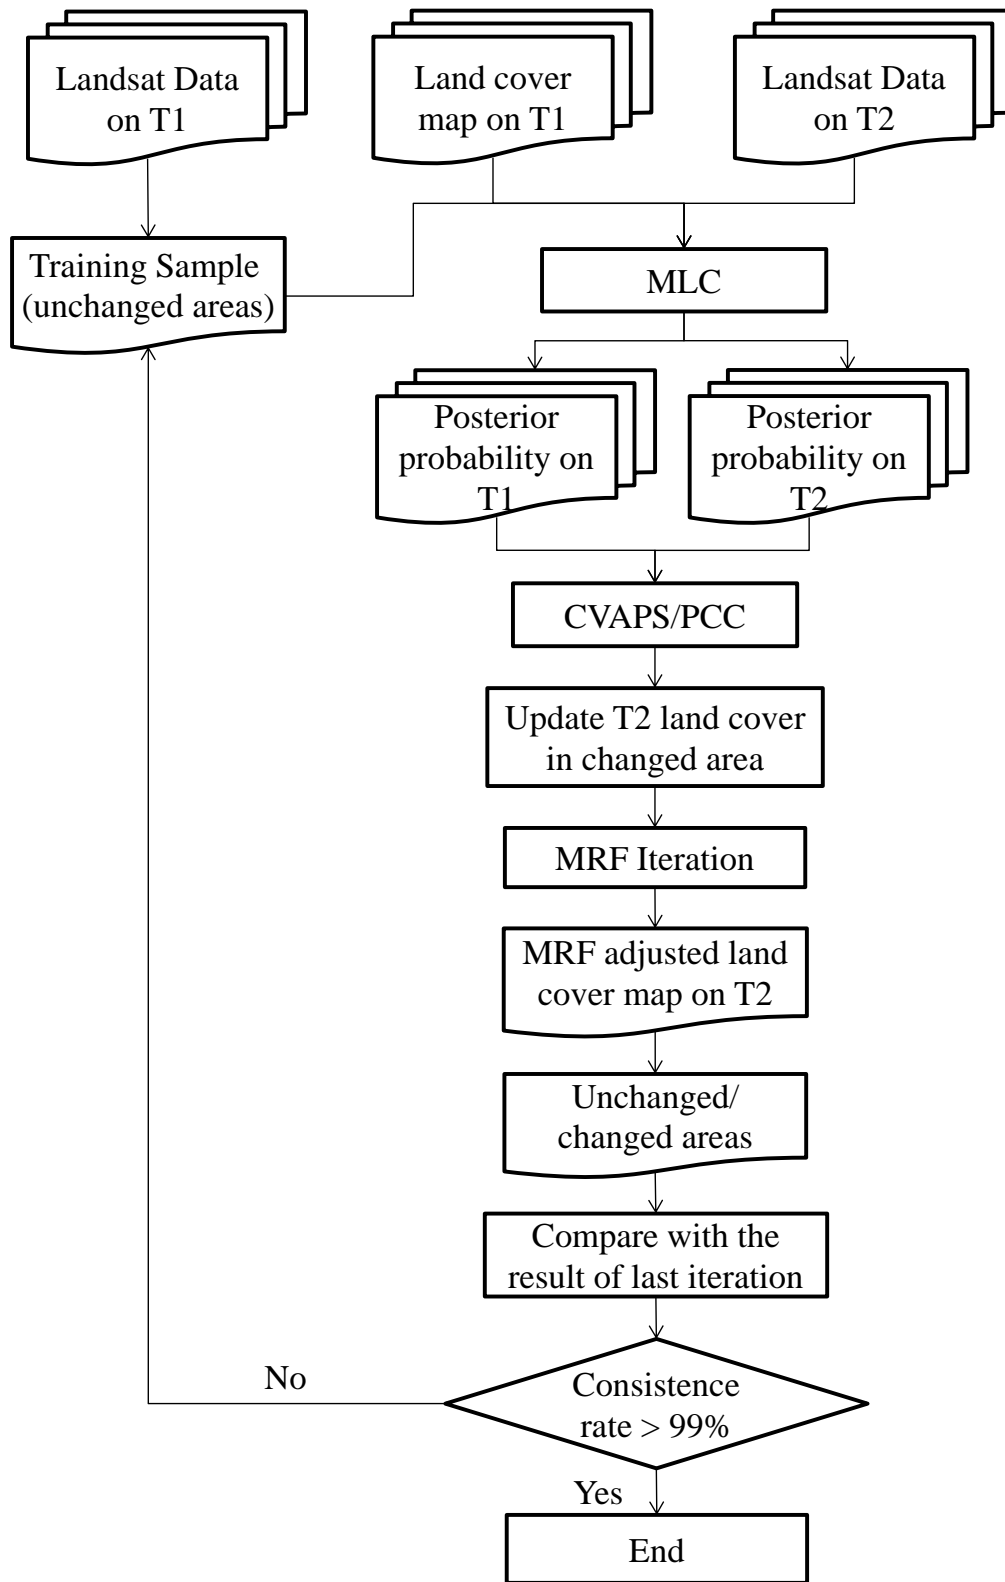 Landsat Data
on T1
Land cover
map on T1
Landsat Data
on T2
Training Sample
(unchanged areas)
MLC
Posterior
probability on
T1
Posterior
probability on
T2
CVAPS/PCC
Update T2 land cover
in changed area
MRF Iteration
MRF adjusted land
cover map on T2
Unchanged/
changed areas
Compare with the
result of last iteration
No
Consistence
rate > 99%
Yes
End